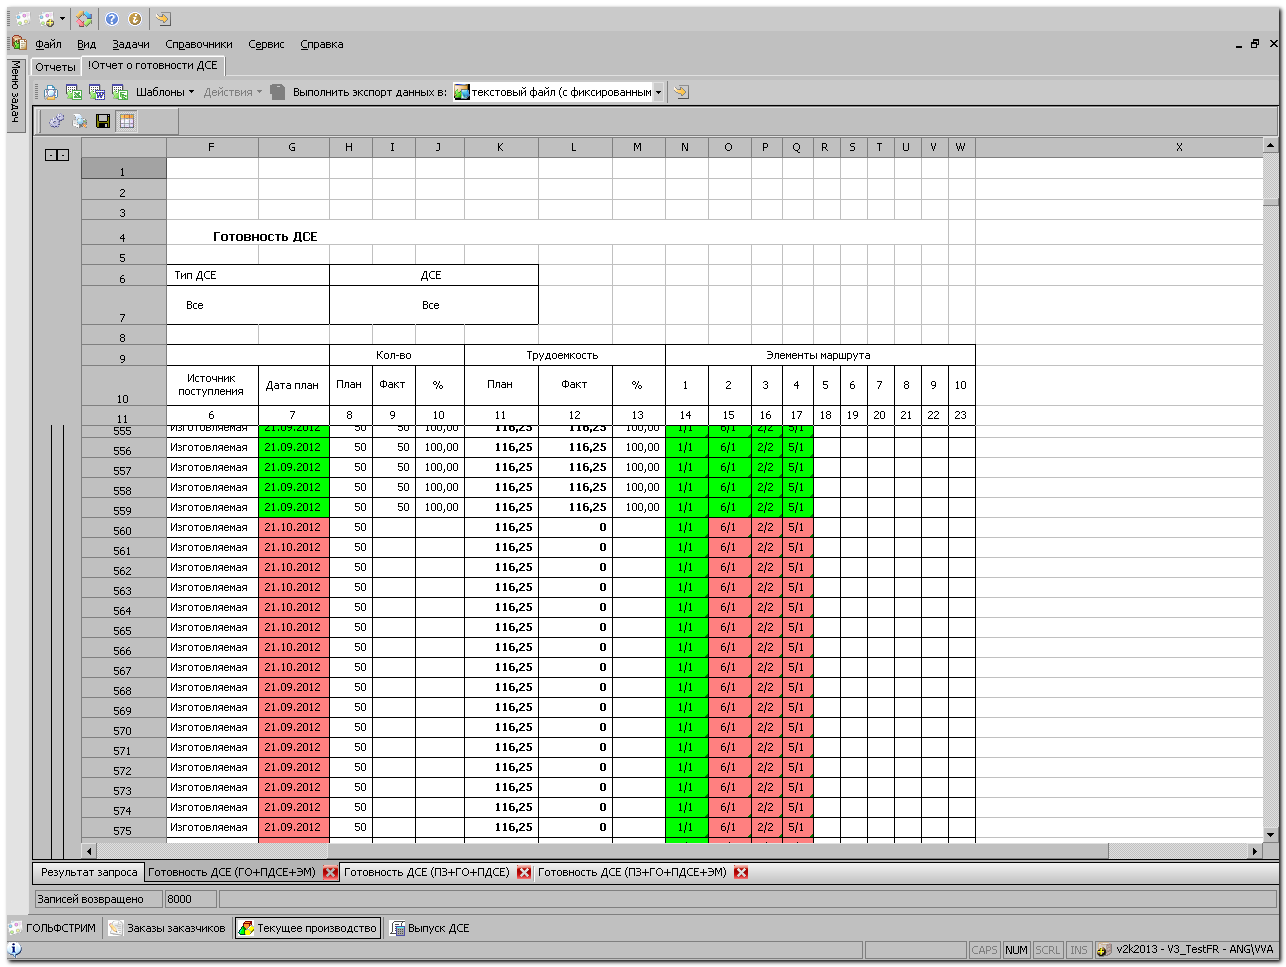 Файл Вид Задачи Справочники Сервис Справка
Меню задач
Отчеты !Отчет о готовности ДСЕ
Шаблоны Действия Выполнить экспорт данных в: текстовый файл (с фиксированным
F G H I J K L M N O P Q R S T U V W X
1
2
3
4 Готовность ДСЕ
5
6 Тип ДСЕ ДСЕ
7 Все Все
8
9 Кол-во Трудоемкость Элементы маршрута
10 Источник поступления Дата план План Факт % План Факт % 1 2 3 4 5 6 7 8 9 10
11 6 7 8 9 10 11 12 13 14 15 16 17 18 19 20 21 22 23
555 Изготовляемая 21.09.2012 50 50 100,00 116,25 116,25 100,00 1/1 6/1 2/2 5/1
556 Изготовляемая 21.09.2012 50 50 100,00 116,25 116,25 100,00 1/1 6/1 2/2 5/1
557 Изготовляемая 21.09.2012 50 50 100,00 116,25 116,25 100,00 1/1 6/1 2/2 5/1
558 Изготовляемая 21.09.2012 50 50 100,00 116,25 116,25 100,00 1/1 6/1 2/2 5/1
559 Изготовляемая 21.09.2012 50 50 100,00 116,25 116,25 100,00 1/1 6/1 2/2 5/1
560 Изготовляемая 21.10.2012 50 116,25 0 1/1 6/1 2/2 5/1
561 Изготовляемая 21.10.2012 50 116,25 0 1/1 6/1 2/2 5/1
562 Изготовляемая 21.10.2012 50 116,25 0 1/1 6/1 2/2 5/1
563 Изготовляемая 21.10.2012 50 116,25 0 1/1 6/1 2/2 5/1
564 Изготовляемая 21.10.2012 50 116,25 0 1/1 6/1 2/2 5/1
565 Изготовляемая 21.10.2012 50 116,25 0 1/1 6/1 2/2 5/1
566 Изготовляемая 21.10.2012 50 116,25 0 1/1 6/1 2/2 5/1
567 Изготовляемая 21.10.2012 50 116,25 0 1/1 6/1 2/2 5/1
568 Изготовляемая 21.09.2012 50 116,25 0 1/1 6/1 2/2 5/1
569 Изготовляемая 21.09.2012 50 116,25 0 1/1 6/1 2/2 5/1
570 Изготовляемая 21.09.2012 50 116,25 0 1/1 6/1 2/2 5/1
571 Изготовляемая 21.09.2012 50 116,25 0 1/1 6/1 2/2 5/1
572 Изготовляемая 21.09.2012 50 116,25 0 1/1 6/1 2/2 5/1
573 Изготовляемая 21.09.2012 50 116,25 0 1/1 6/1 2/2 5/1
574 Изготовляемая 21.09.2012 50 116,25 0 1/1 6/1 2/2 5/1
575 Изготовляемая 21.09.2012 50 116,25 0 1/1 6/1 2/2 5/1
Результат запроса Готовность ДСЕ (ГО+ПДСЕ+ЭМ) Готовность ДСЕ (ПЗ+ГО+ПДСЕ) Готовность ДСЕ (ПЗ+ГО+ПДСЕ+ЭМ)
Записей возвращено 8000
ГОЛЬФСТРИМ Заказы заказчиков Текущее производство Выпуск ДСЕ
CAPS NUM SCRL INS v2k2013 - V3_TestFR - ANG\VVA